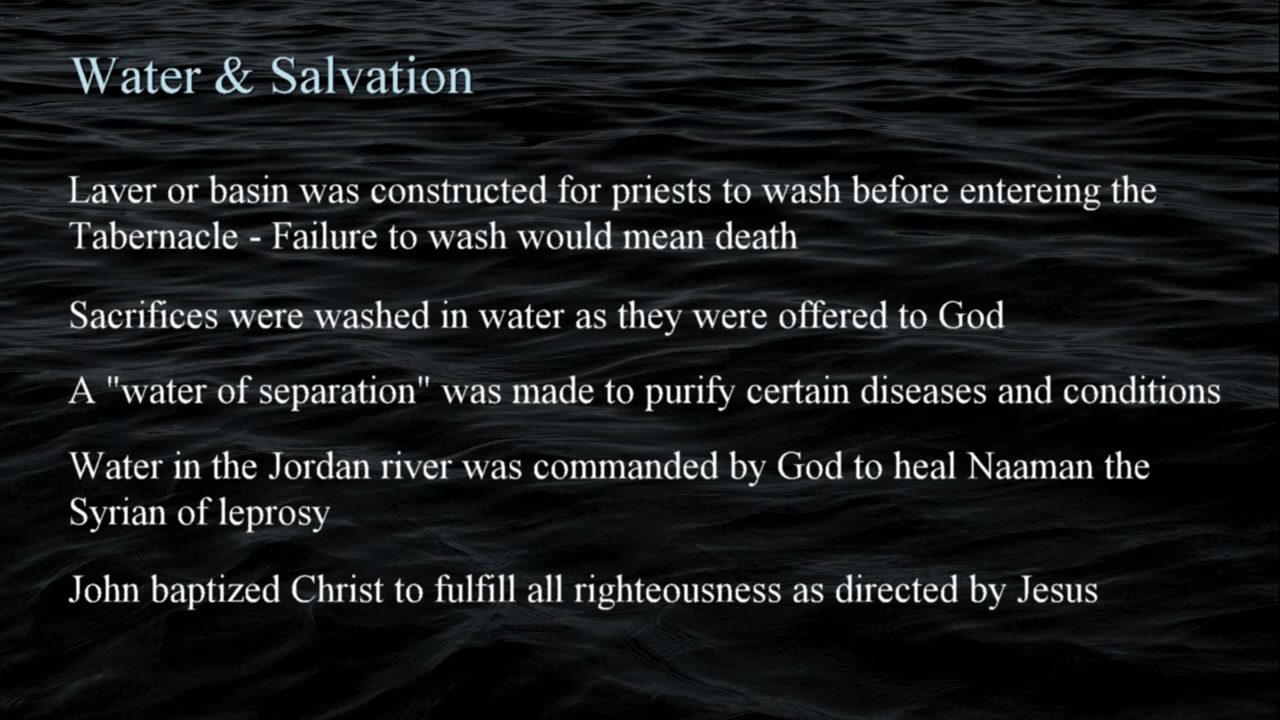 Water & Salvation
Laver or basin was constructed for priests to wash before entereing the
Tabernacle - Failure to wash would mean death
Sacrifices were washed in water as they were offered to God
A "water of separation" was made to purify certain diseases and conditions
Water in the Jordan river was commanded by God to heal Naaman the
Syrian of leprosy
John baptized Christ to fulfill all righteousness as directed by Jesus